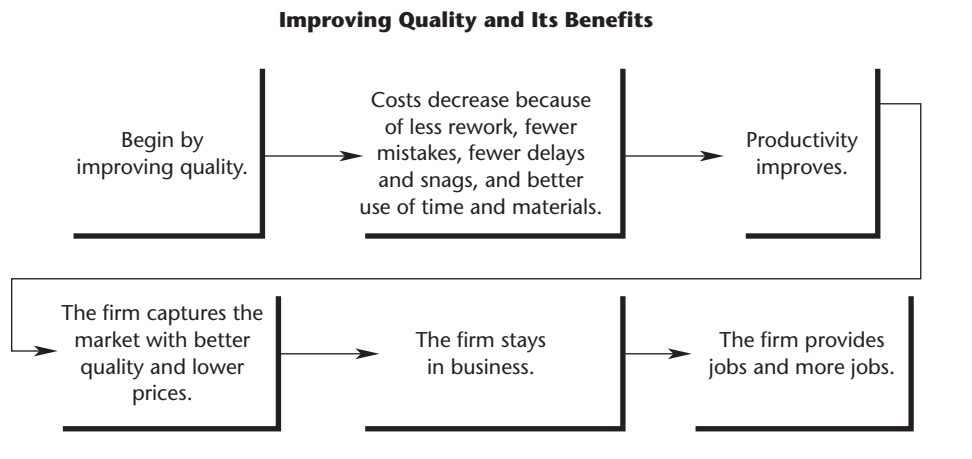 Improving Quality and Its Benefits
Begin by
improving quality.
Costs decrease because
of less rework, fewer
mistakes, fewer delays
and snags, and better
use of time and materials.
Productivity
improves.
The firm captures the
market with better
quality and lower
prices.
The firm stays
in business.
The firm provides
jobs and more jobs.